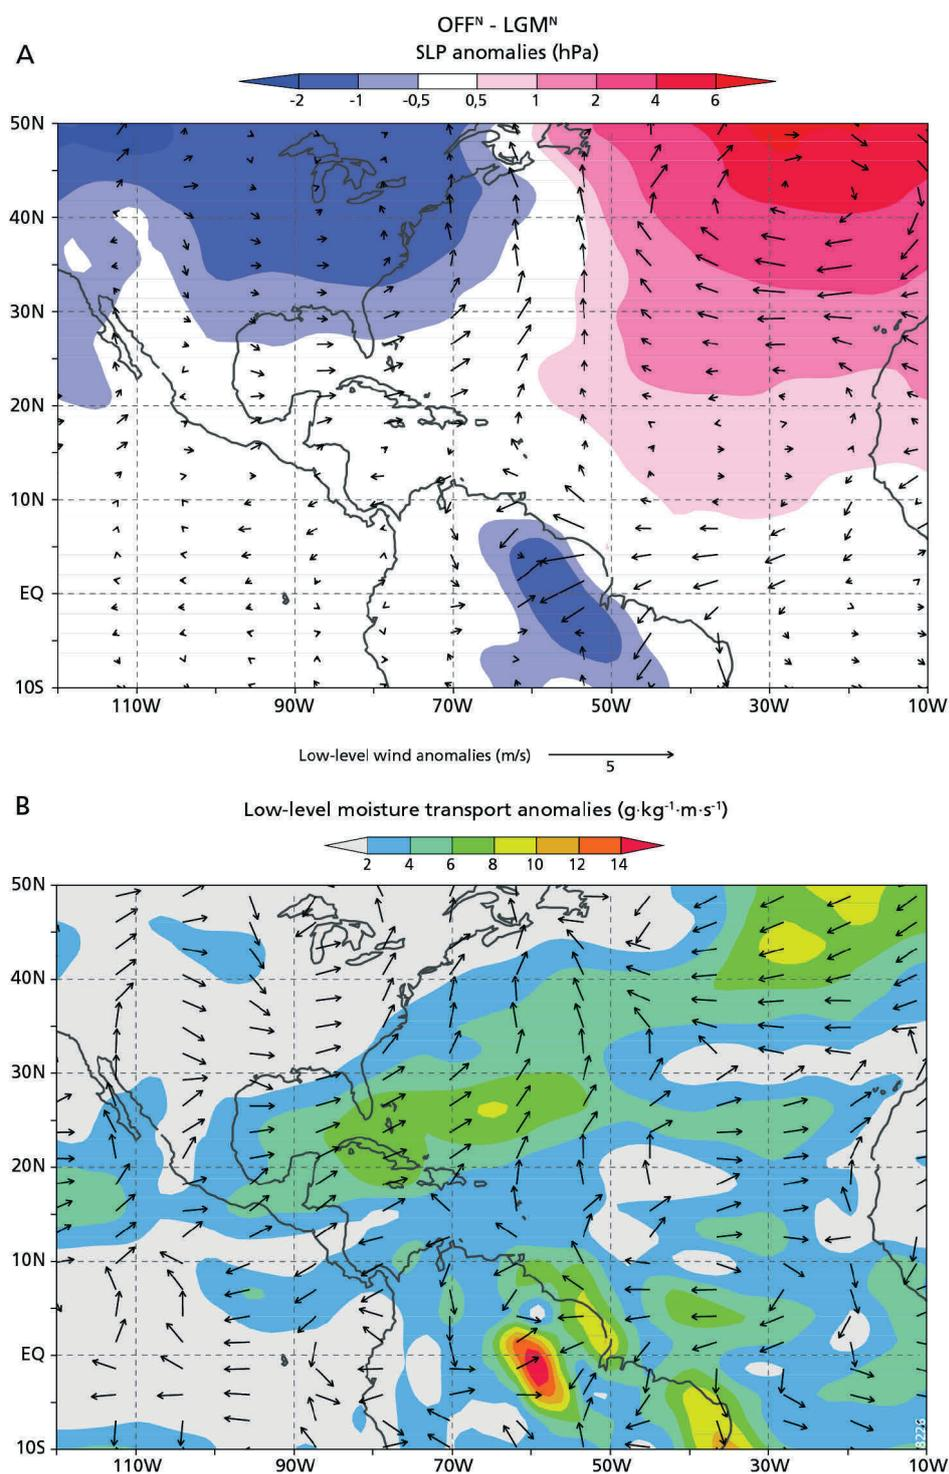 OFFᴺ - LGMᴺ
A
SLP anomalies (hPa)
-2 -1 -0,5 0,5 1 2 4 6
50N
40N
30N
20N
10N
EQ
10S
110W 90W 70W 50W 30W 10W
Low-level wind anomalies (m/s)
5
B
Low-level moisture transport anomalies (g·kg⁻¹·m·s⁻¹)
2 4 6 8 10 12 14
50N
40N
30N
20N
10N
EQ
10S
8226
110W 90W 70W 50W 30W 10W